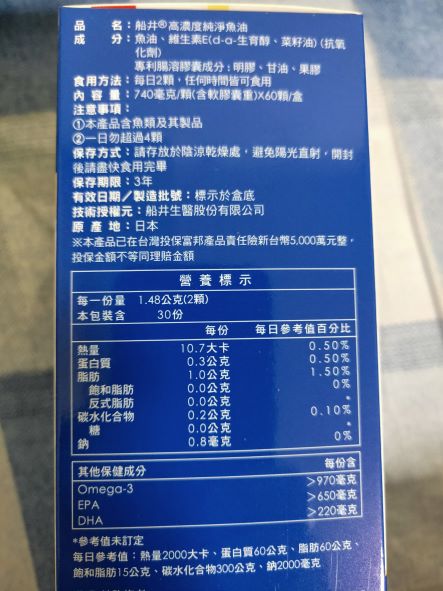 品名：船井®高濃度純淨魚油
成分：魚油、維生素E(d-α-生育醇、菜籽油)(抗氧
化劑)
專利腸溶膠囊成分：明膠、甘油、果膠
食用方法：每日2顆，任何時間皆可食用
內容量：740毫克/顆(含軟膠囊重)X60顆/盒
注意事項：
①本產品含魚類及其製品
②一日勿超過4顆
保存方式：請存放於陰涼乾燥處，避免陽光直射，開封
後請盡快食用完畢
保存期限：3年
有效日期／製造批號：標示於盒底
技術授權元：船井生醫股份有限公司
原產地：日本
※本產品已在台灣投保富邦產品責任險新台幣5,000萬元整，
投保金額不等同理賠金額
營養標示
每一份量 1.48公克(2顆)
本包裝含 30份
每份 每日參考值百分比
熱量 10.7大卡 0.50%
蛋白質 0.3公克 0.50%
脂肪 1.0公克 1.50%
飽和脂肪 0.0公克 0%
反式脂肪 0.0公克 *
碳水化合物 0.2公克 0.10%
糖 0.0公克 *
鈉 0.8毫克 0%
其他保健成分 每份含
Omega-3 >970毫克
EPA >650毫克
DHA >220毫克
*參考值未訂定
每日參考值：熱量2000大卡、蛋白質60公克、脂肪60公克、
飽和脂肪15公克、碳水化合物300公克、鈉2000毫克